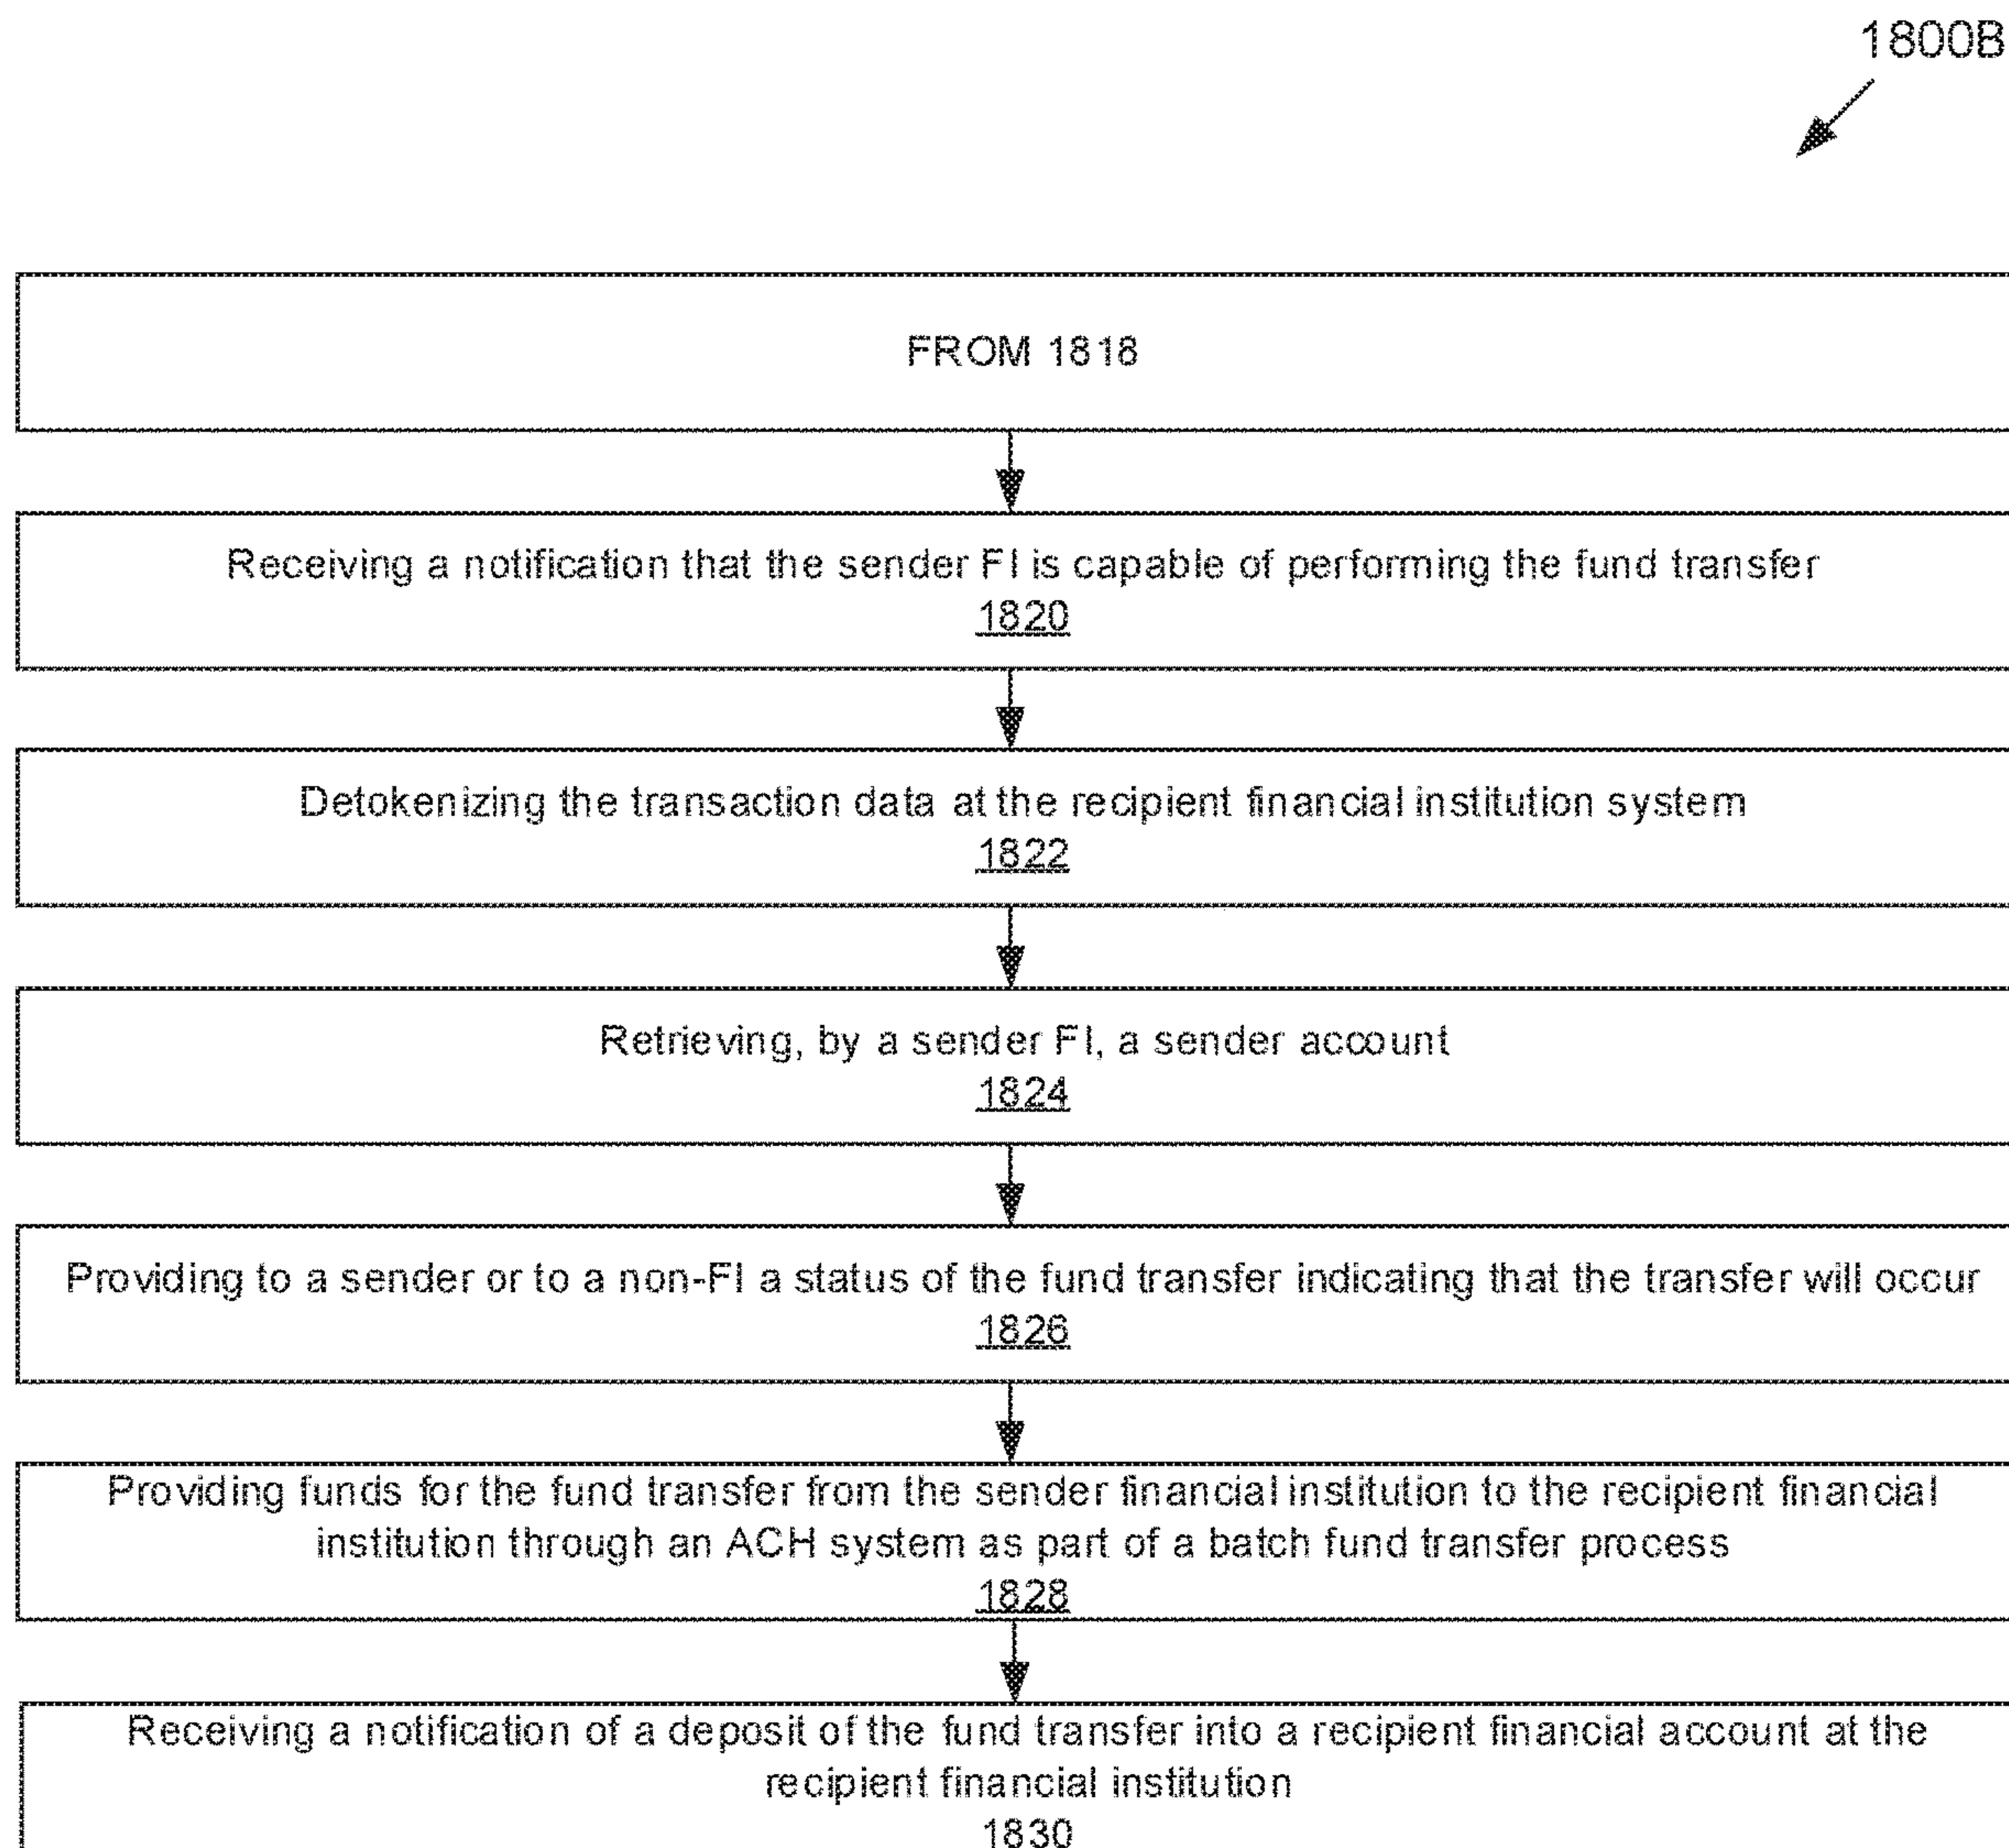 1800B
FROM 1818
Receiving a notification that the sender FI is capable of performing the fund transfer
1820
Detokenizing the transaction data at the recipient financial institution system
1822
Retrieving, by a sender FI, a sender account
1824
Providing to a sender or to a non-FI a status of the fund transfer indicating that the transfer will occur
1826
Providing funds for the fund transfer from the sender financial institution to the recipient financial
institution through an ACH system as part of a batch fund transfer process
1828
Receiving a notification of a deposit of the fund transfer into a recipient financial account at the
recipient financial institution
1830